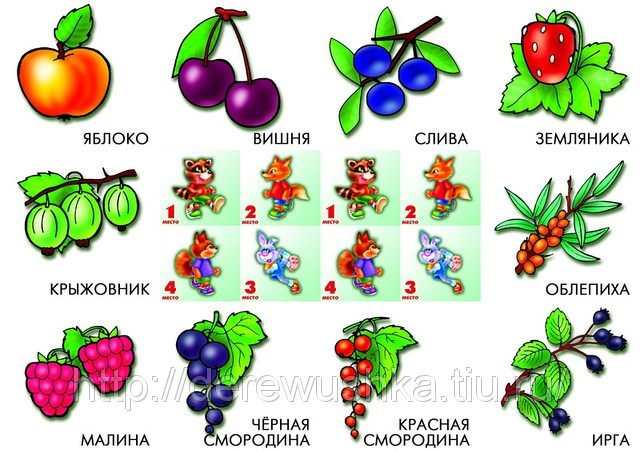 ЯБЛОКО
ВИШНЯ
СЛИВА
ЗЕМЛЯНИКА
1 МЕСТО
2 МЕСТО
1 МЕСТО
2 МЕСТО
4 МЕСТО
3 МЕСТО
4 МЕСТО
3 МЕСТО
КРЫЖОВНИК
ОБЛЕПИХА
http://derewushka.tiu.ru
МАЛИНА
ЧЁРНАЯ
СМОРОДИНА
КРАСНАЯ
СМОРОДИНА
ИРГА